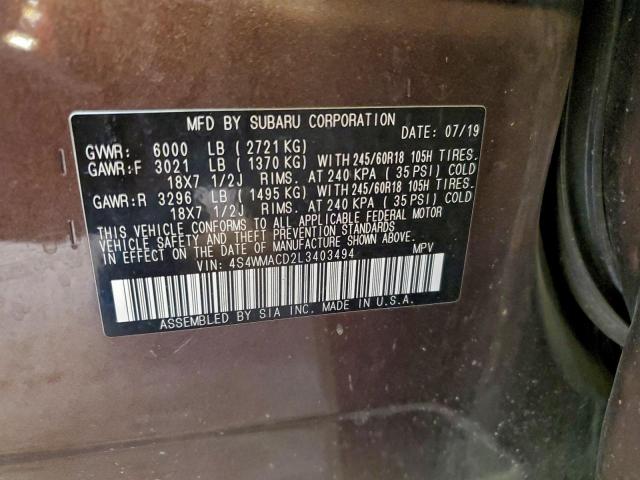 MFD BY SUBARU CORPORATION
DATE: 07/19
GVWR: 6000 LB ( 2721 KG)
GAWR:F 3021 LB ( 1370 KG) WITH 245/60R18 105H TIRES.
18X7 1/2J RIMS. AT 240 KPA ( 35 PSI) COLD
GAWR:R 3296 LB ( 1495 KG) WITH 245/60R18 105H TIRES.
18X7 1/2J RIMS. AT 240 KPA ( 35 PSI) COLD
THIS VEHICLE CONFORMS TO ALL APPLICABLE FEDERAL MOTOR
VEHICLE SAFETY AND THEFT PREVENTION STANDARDS
IN EFFECT ON THE DATE OF MANUFACTURE SHOWN ABOVE.
VIN: 4S4WMACD2L3403494 MPV
ASSEMBLED BY SIA INC. MADE IN U.S.A.